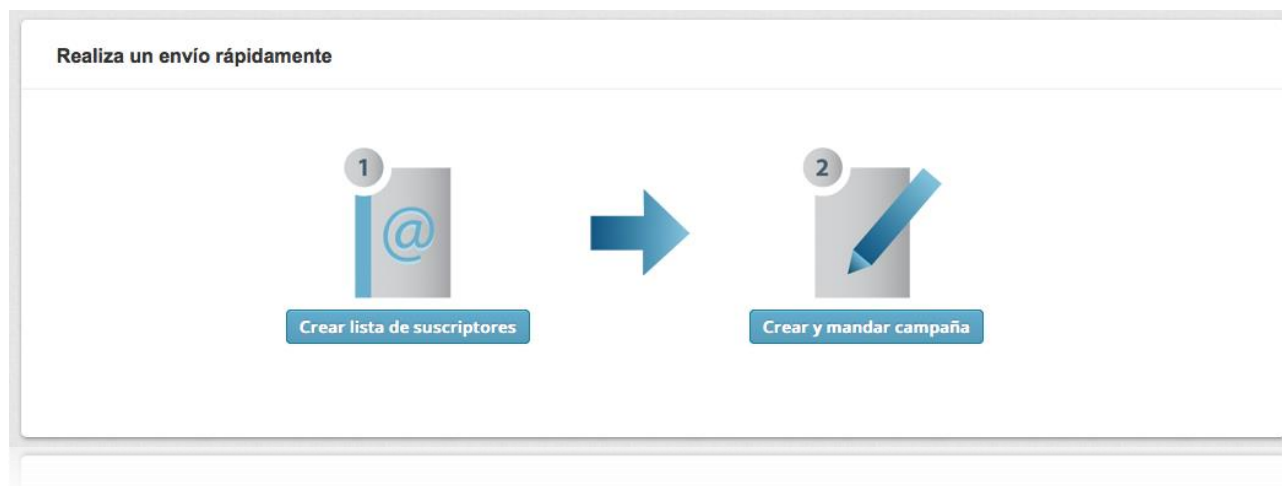 Realiza un envío rápidamente
1
2
@
Crear lista de suscriptores
Crear y mandar campaña